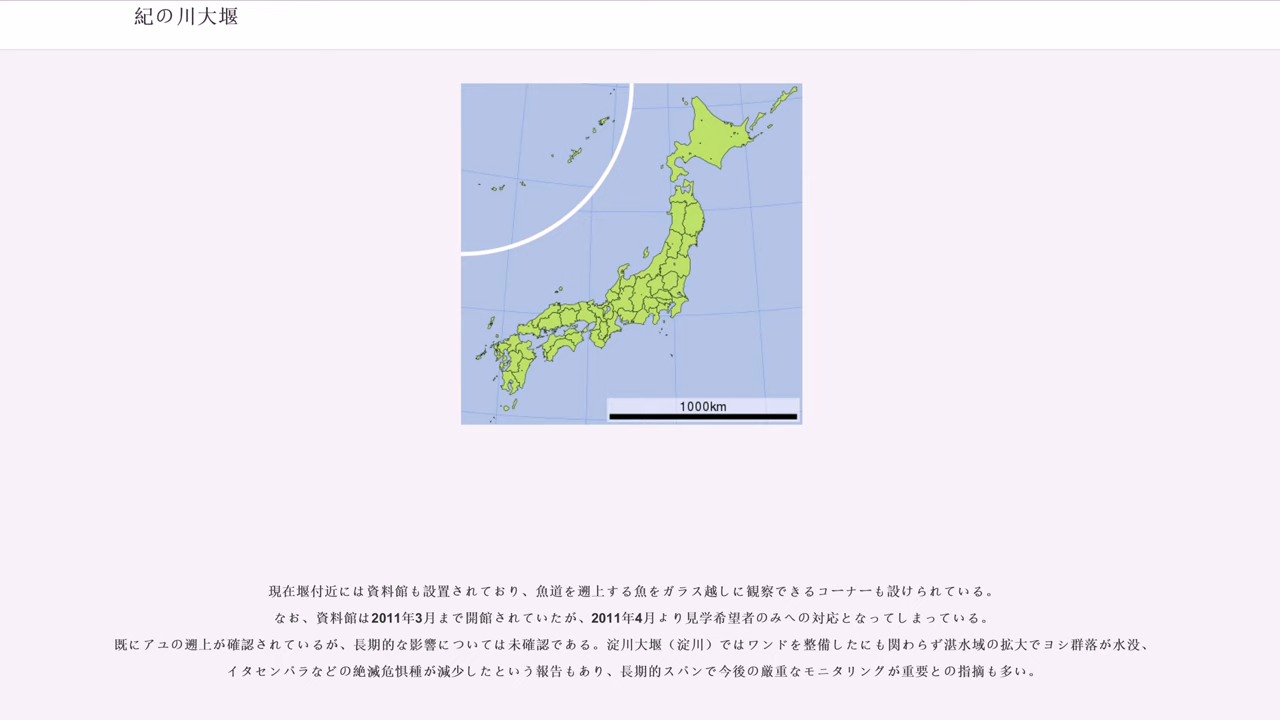 紀の川大堰
1000km
現在堰付近には資料館も設置されており、魚道を遡上する魚をガラス越しに観察できるコーナーも設けられている。
なお、資料館は2011年3月まで開館されていたが、2011年4月より見学希望者のみへの対応となってしまっている。
既にアユの遡上が確認されているが、長期的な影響については未確認である。淀川大堰（淀川）ではワンドを整備したにも関わらず湛水域の拡大でヨシ群落が水没、
イタセンパラなどの絶滅危惧種が減少したという報告もあり、長期的スパンで今後の厳重なモニタリングが重要との指摘も多い。